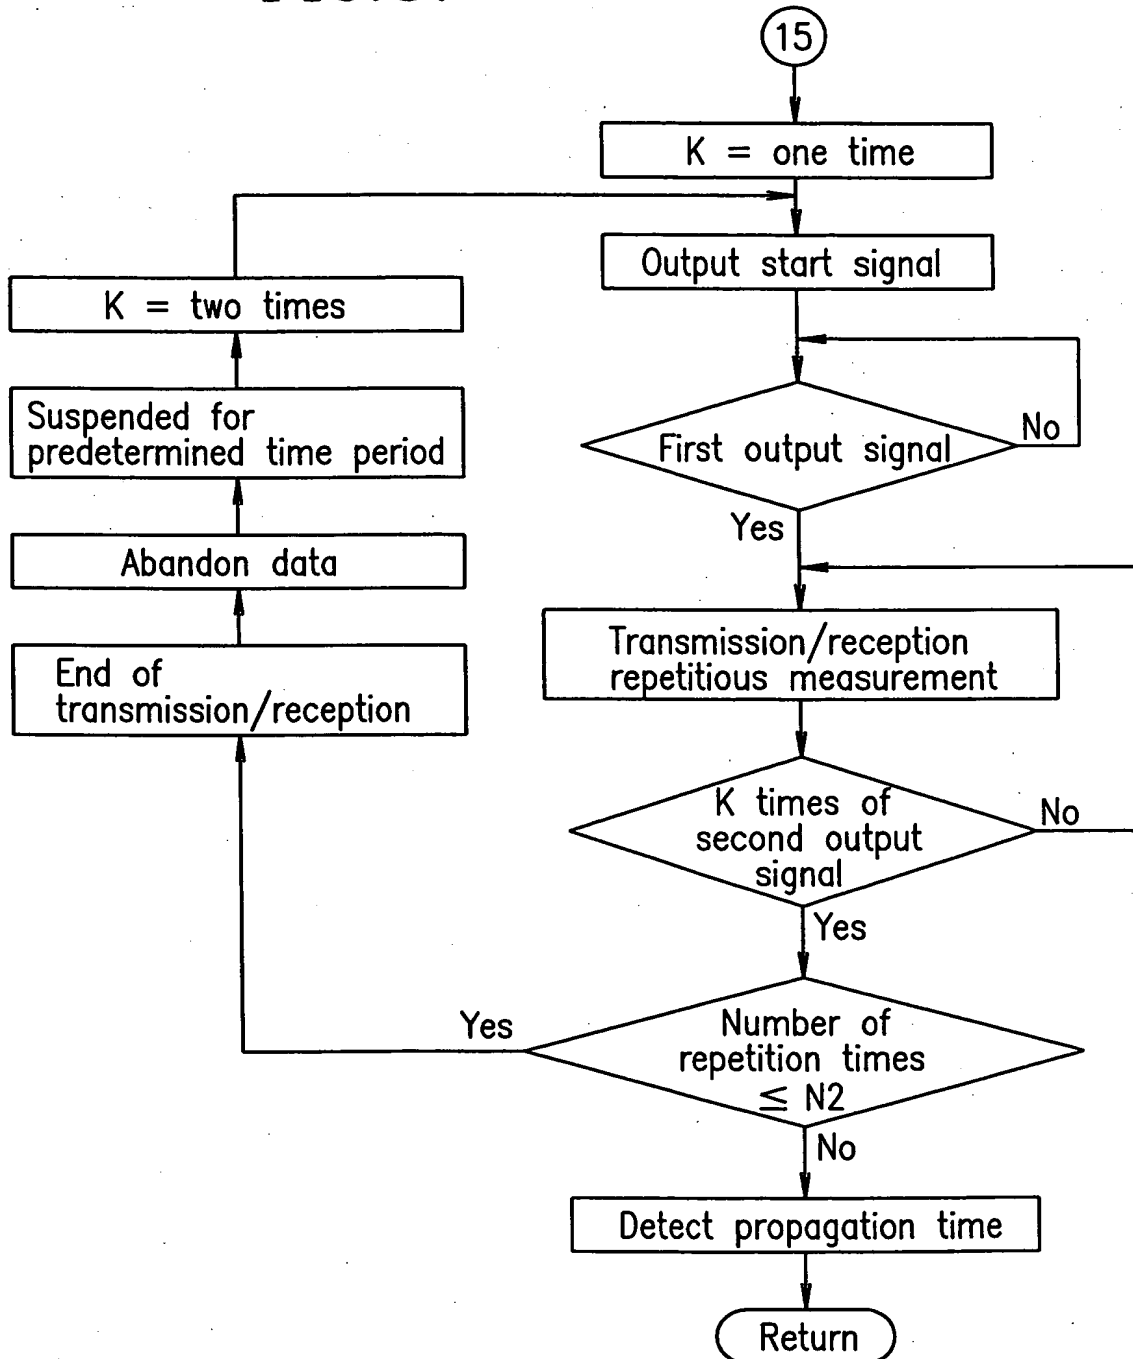 15
K = one time
Output start signal
First output signal
No
Yes
Transmission/reception
repetitious measurement
K times of
second output
signal
No
Yes
Number of
repetition times
≦ N2
Yes
No
Detect propagation time
Return
End of
transmission/reception
Abandon data
Suspended for
predetermined time period
K = two times